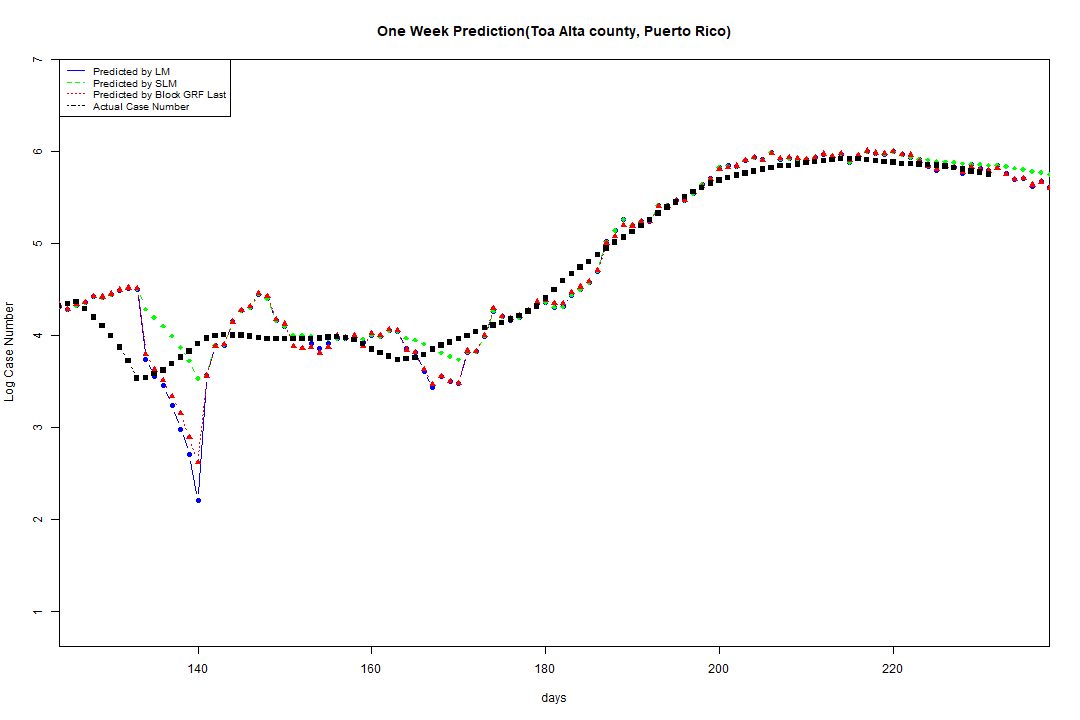 One Week Prediction(Toa Alta county, Puerto Rico)
7
Predicted by LM
Predicted by SLM
Predicted by Block GRF Last
Actual Case Number
6
5
4
3
2
1
Log Case Number
140 160 180 200 220
days